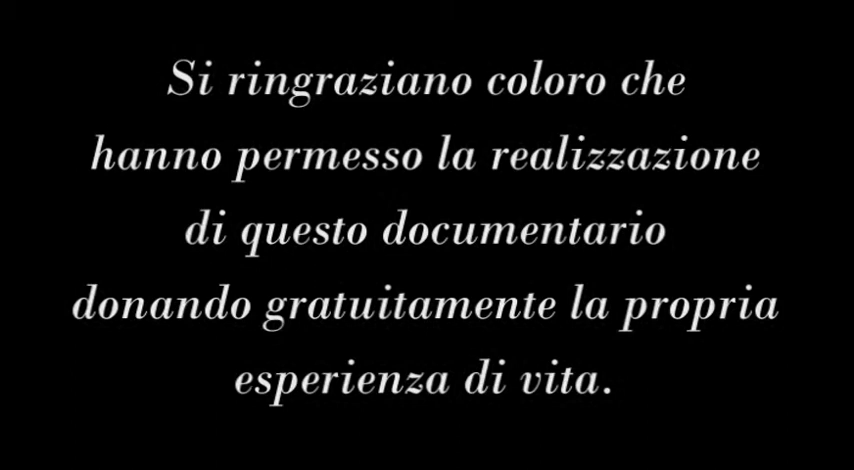 Si ringraziano coloro che
hanno permesso la realizzazione
di questo documentario
donando gratuitamente la propria
esperienza di vita.